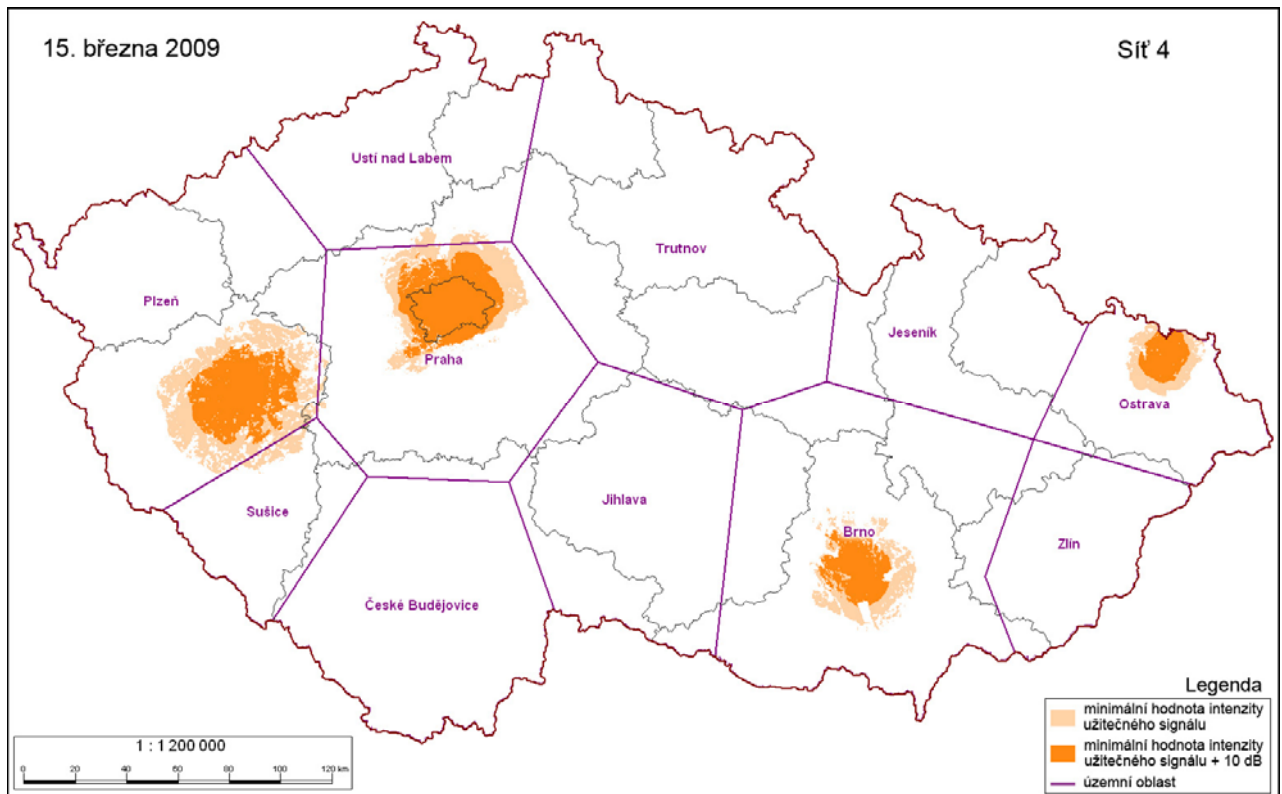 15. března 2009
Síť 4
Ustí nad Labem
Trutnov
Plzeň
Jeseník
Praha
Ostrava
Sušice
Jihlava
Brno
Zlín
České Budějovice
Legenda
minimální hodnota intenzity
užitečného signálu
minimální hodnota intenzity
užitečného signálu + 10 dB
územní oblast
1 : 1 200 000
0 20 40 60 80 100 120 km